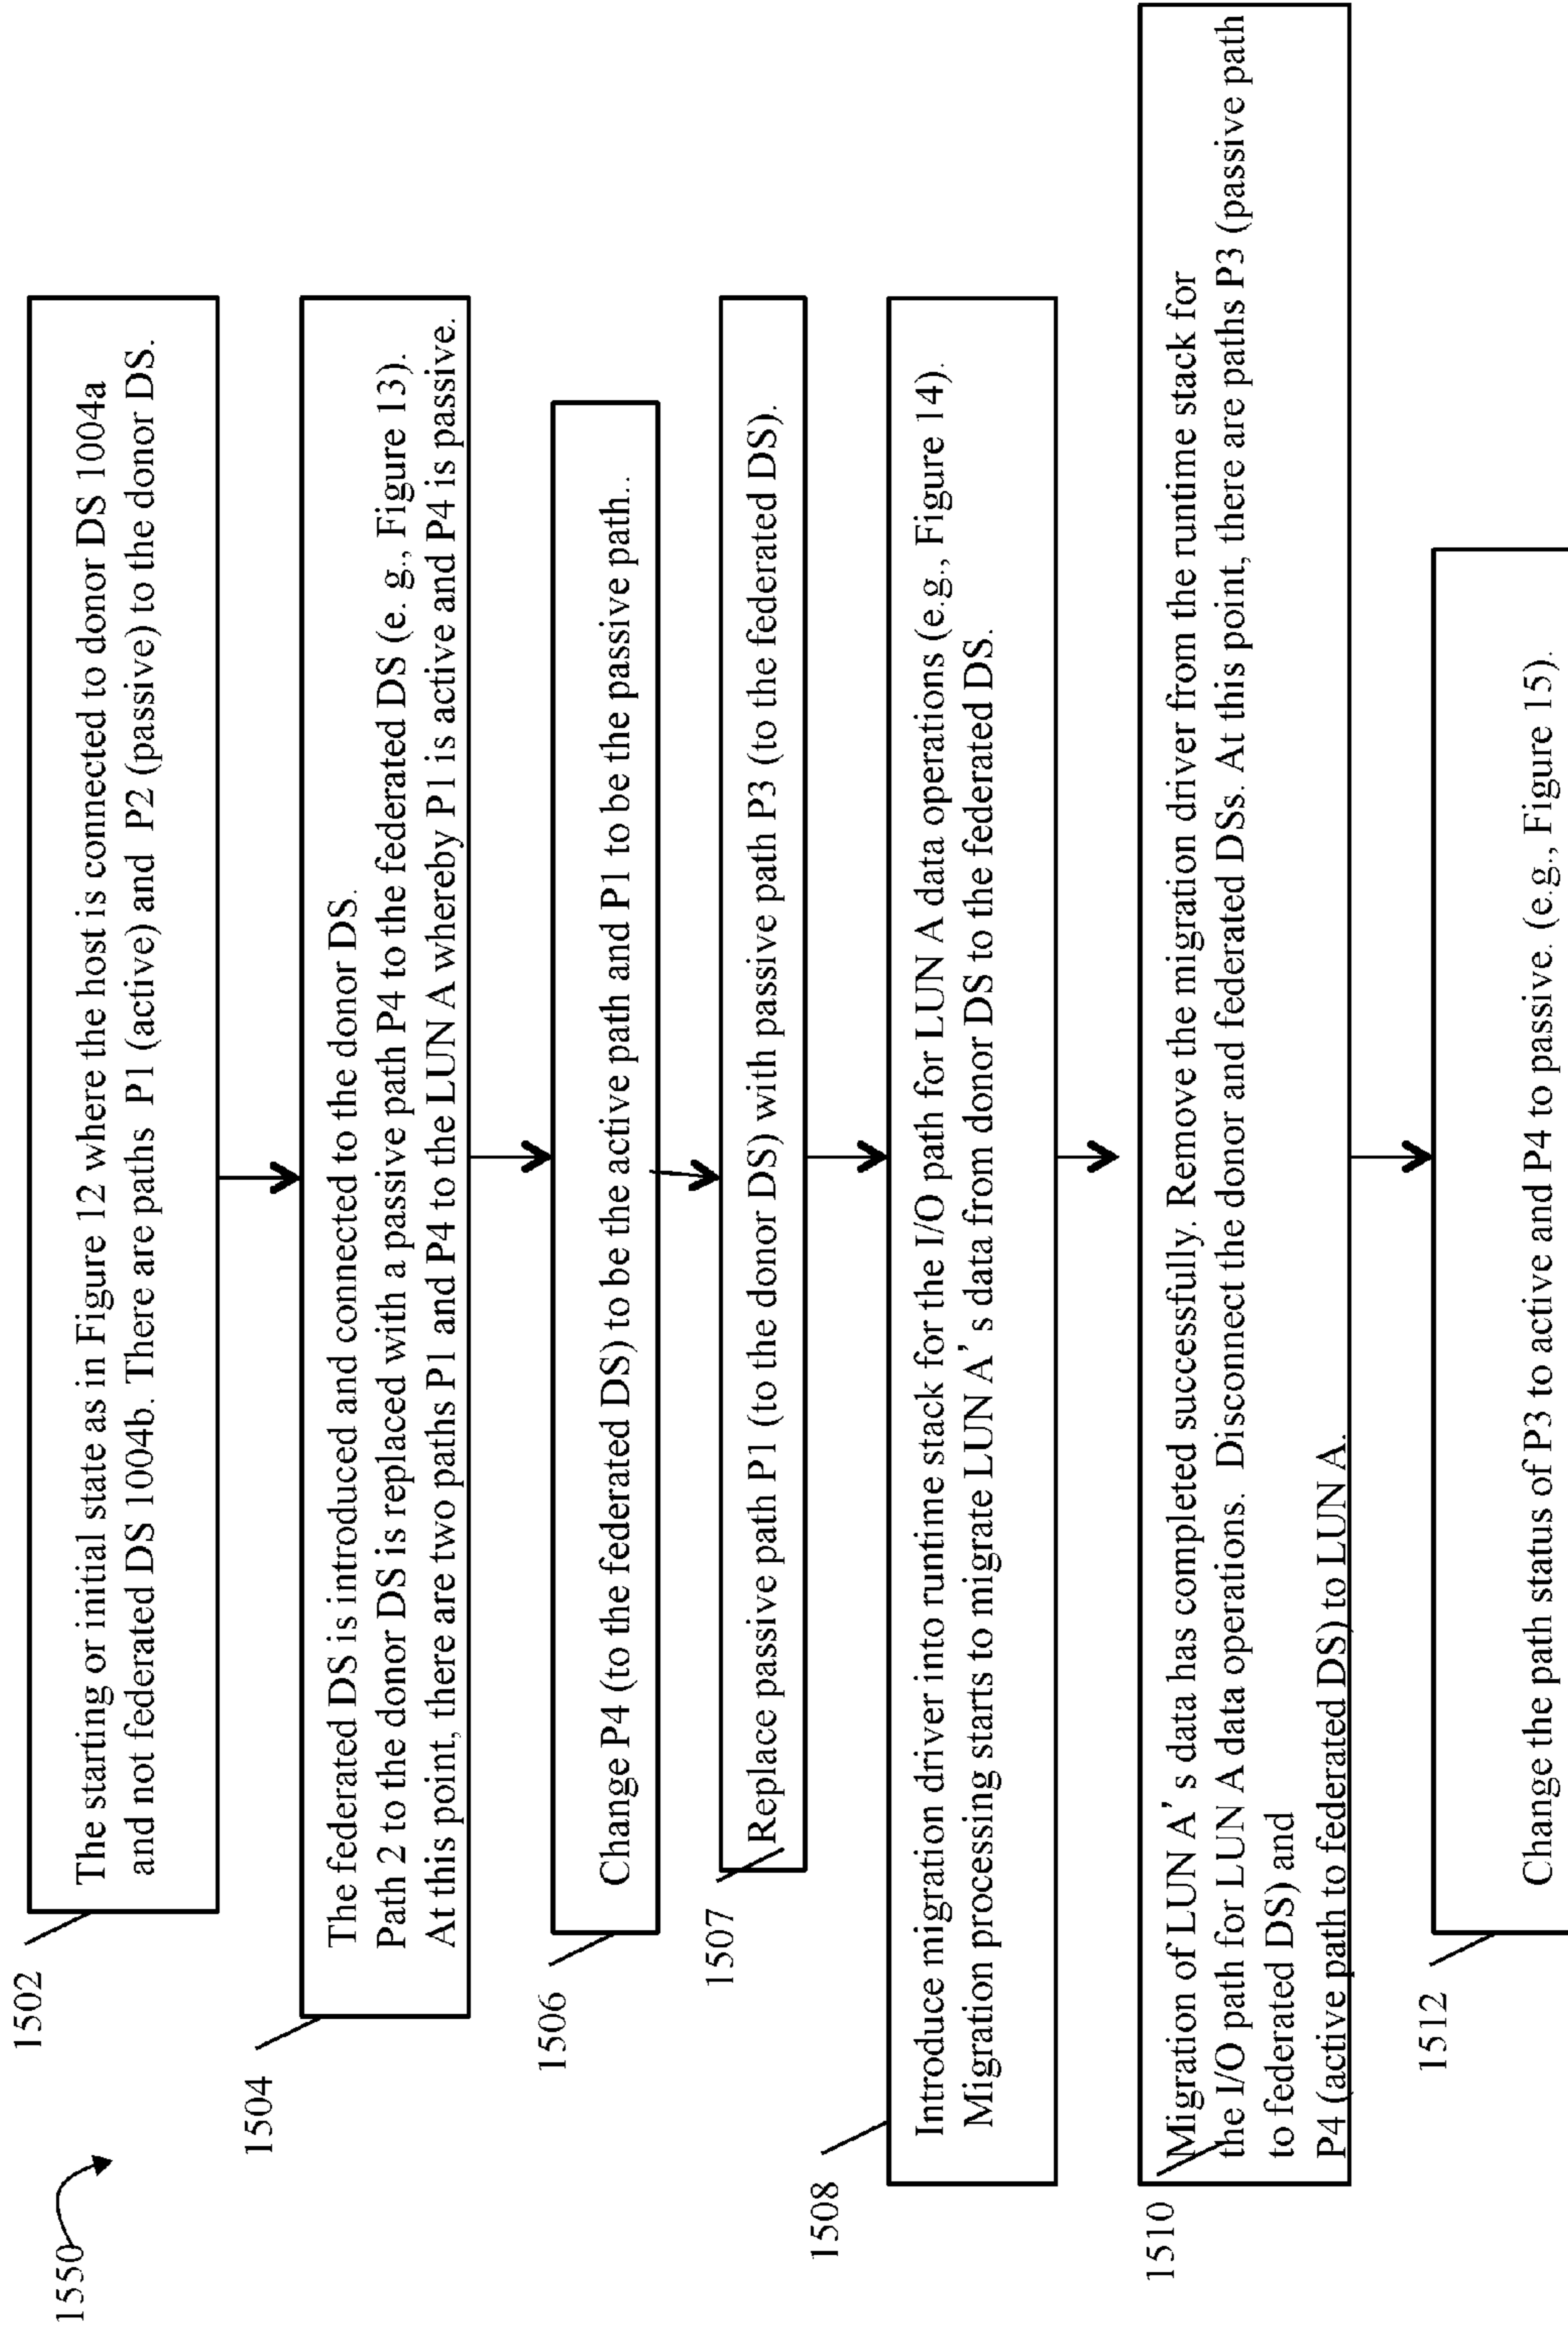 1550
1502
The starting or initial state as in Figure 12 where the host is connected to donor DS 1004a
and not federated DS 1004b. There are paths P1 (active) and P2 (passive) to the donor DS.
1504
The federated DS is introduced and connected to the donor DS.
Path 2 to the donor DS is replaced with a passive path P4 to the federated DS (e. g., Figure 13).
At this point, there are two paths P1 and P4 to the LUN A whereby P1 is active and P4 is passive.
1506
Change P4 (to the federated DS) to be the active path and P1 to be the passive path..
1507
Replace passive path P1 (to the donor DS) with passive path P3 (to the federated DS).
1508
Introduce migration driver into runtime stack for the I/O path for LUN A data operations (e.g., Figure 14).
Migration processing starts to migrate LUN A' s data from donor DS to the federated DS.
1510
Migration of LUN A' s data has completed successfully. Remove the migration driver from the runtime stack for
the I/O path for LUN A data operations. Disconnect the donor and federated DSs. At this point, there are paths P3 (passive path
to federated DS) and
P4 (active path to federated DS) to LUN A.
1512
Change the path status of P3 to active and P4 to passive. (e.g., Figure 15).